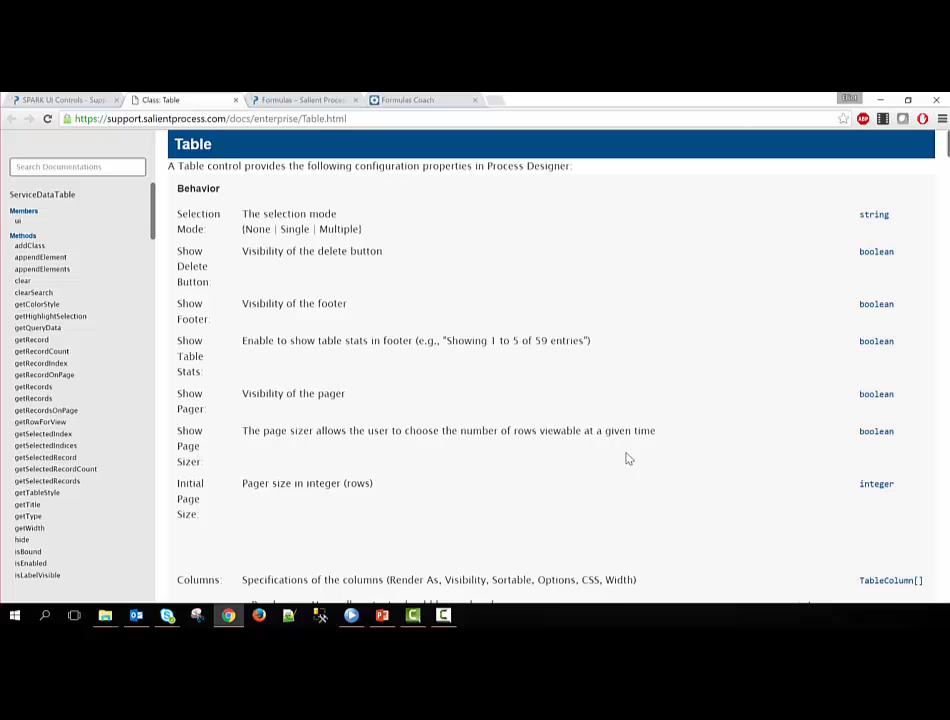 SPARK UI Controls – Supp
Class: Table
Formulas – Salient Proces
Formulas Coach
Elliot
https://support.salientprocess.com/docs/enterprise/Table.html
ABP
Search Documentations
ServiceDataTable
Members
ui
Methods
addClass
appendElement
appendElements
clear
clearSearch
getColorStyle
getHighlightSelection
getQueryData
getRecord
getRecordCount
getRecordIndex
getRecordOnPage
getRecords
getRecords
getRecordsOnPage
getRowForView
getSelectedIndex
getSelectedIndices
getSelectedRecord
getSelectedRecordCount
getSelectedRecords
getTableStyle
getTitle
getType
getWidth
hide
isBound
isEnabled
isLabelVisible
Table
A Table control provides the following configuration properties in Process Designer:
Behavior
Selection Mode: The selection mode string
{None | Single | Multiple}
Show Delete Button: Visibility of the delete button boolean
Show Footer: Visibility of the footer boolean
Show Table Stats: Enable to show table stats in footer (e.g., "Showing 1 to 5 of 59 entries") boolean
Show Pager: Visibility of the pager boolean
Show Page Sizer: The page sizer allows the user to choose the number of rows viewable at a given time boolean
Initial Page Size: Pager size in integer (rows) integer
Columns: Specifications of the columns (Render As, Visibility, Sortable, Options, CSS, Width) TableColumn[]